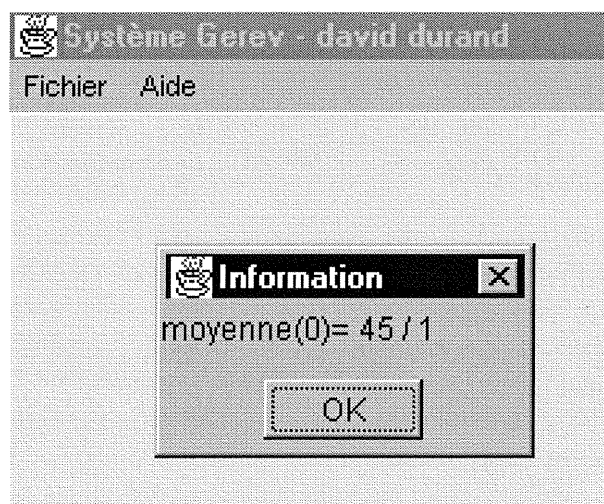 Système Gerev - david durand
Fichier Aide
Information
moyenne(0)= 45 / 1
OK